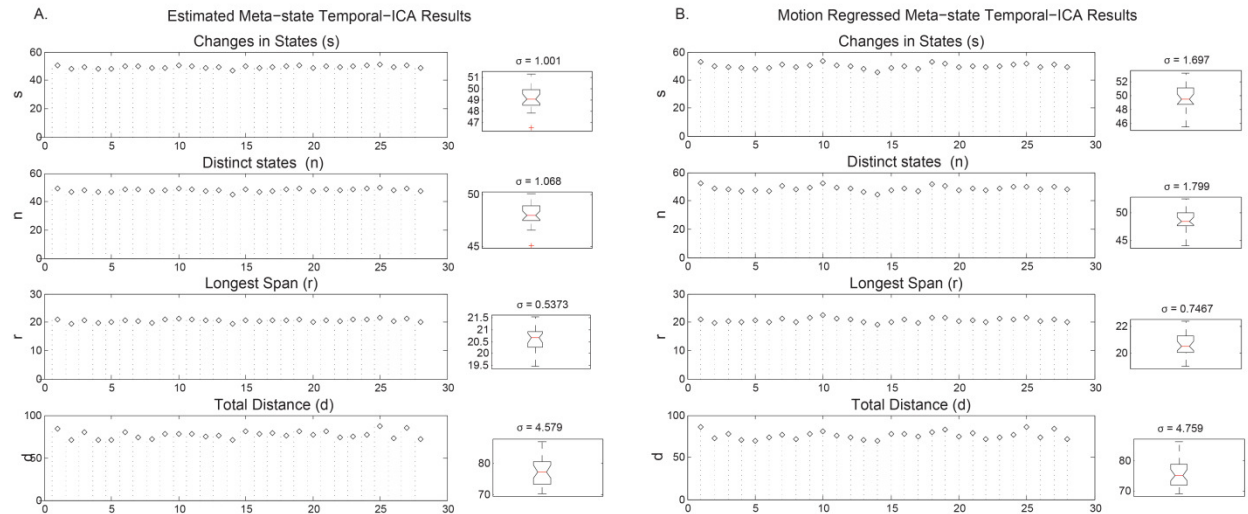 A. Estimated Meta-state Temporal-ICA Results
Changes in States (s)
60
40
20
0
s
0 5 10 15 20 25 30
σ = 1.001
51
50
49
48
47
Distinct states (n)
60
40
20
0
n
0 5 10 15 20 25 30
σ = 1.068
50
45
Longest Span (r)
30
20
10
0
r
0 5 10 15 20 25 30
σ = 0.5373
21.5
21
20.5
20
19.5
Total Distance (d)
100
50
0
d
0 5 10 15 20 25 30
σ = 4.579
80
70
B. Motion Regressed Meta-state Temporal-ICA Results
Changes in States (s)
60
40
20
0
s
0 5 10 15 20 25 30
σ = 1.697
52
50
48
46
Distinct states (n)
60
40
20
0
n
0 5 10 15 20 25 30
σ = 1.799
50
45
Longest Span (r)
30
20
10
0
r
0 5 10 15 20 25 30
σ = 0.7467
22
20
Total Distance (d)
100
50
0
d
0 5 10 15 20 25 30
σ = 4.759
80
70